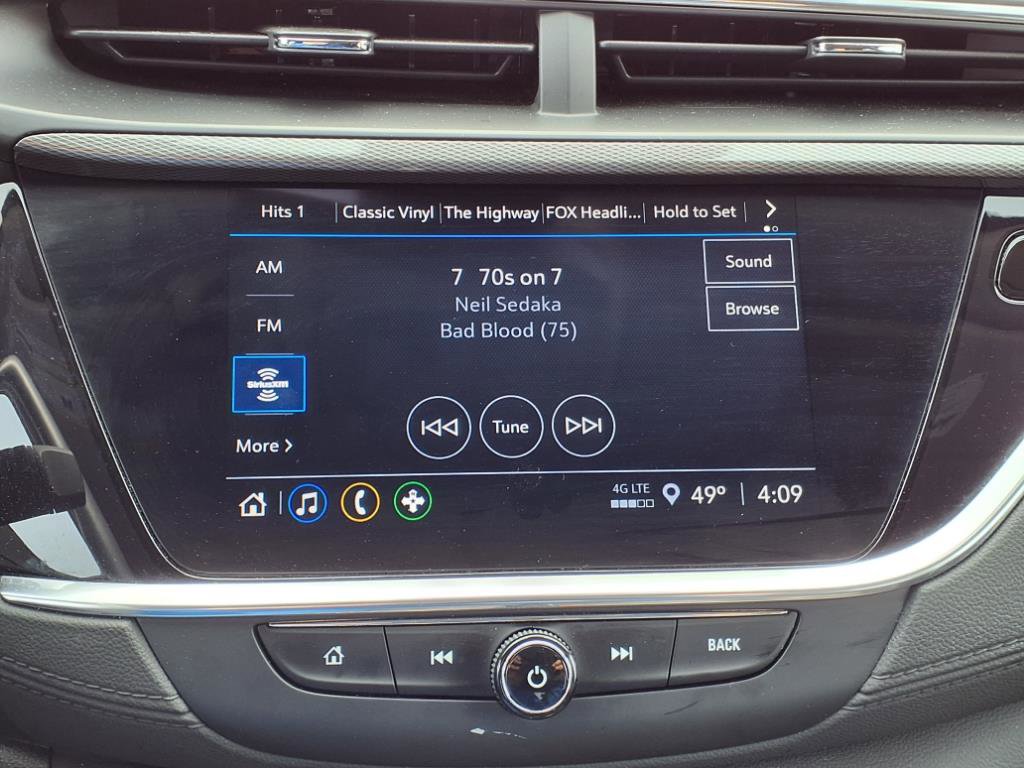 Hits 1 Classic Vinyl The Highway FOX Headli... Hold to Set
AM
7 70s on 7
Sound
Neil Sedaka
Browse
FM
Bad Blood (75)
SiriusXM
Tune
More
4G LTE
49° 4:09
BACK